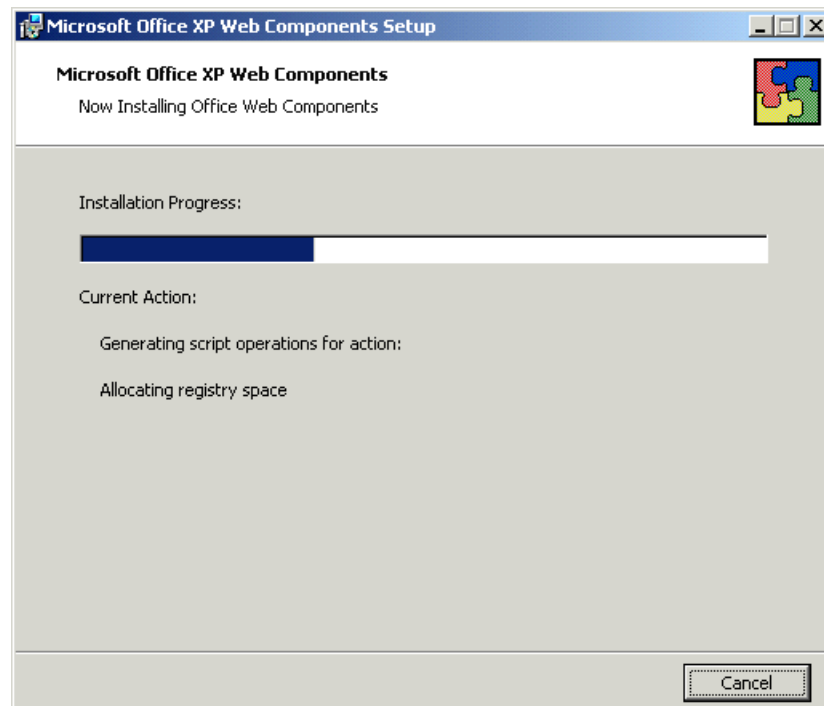 Microsoft Office XP Web Components Setup
Microsoft Office XP Web Components
Now Installing Office Web Components
Installation Progress:
Current Action:
Generating script operations for action:
Allocating registry space
Cancel